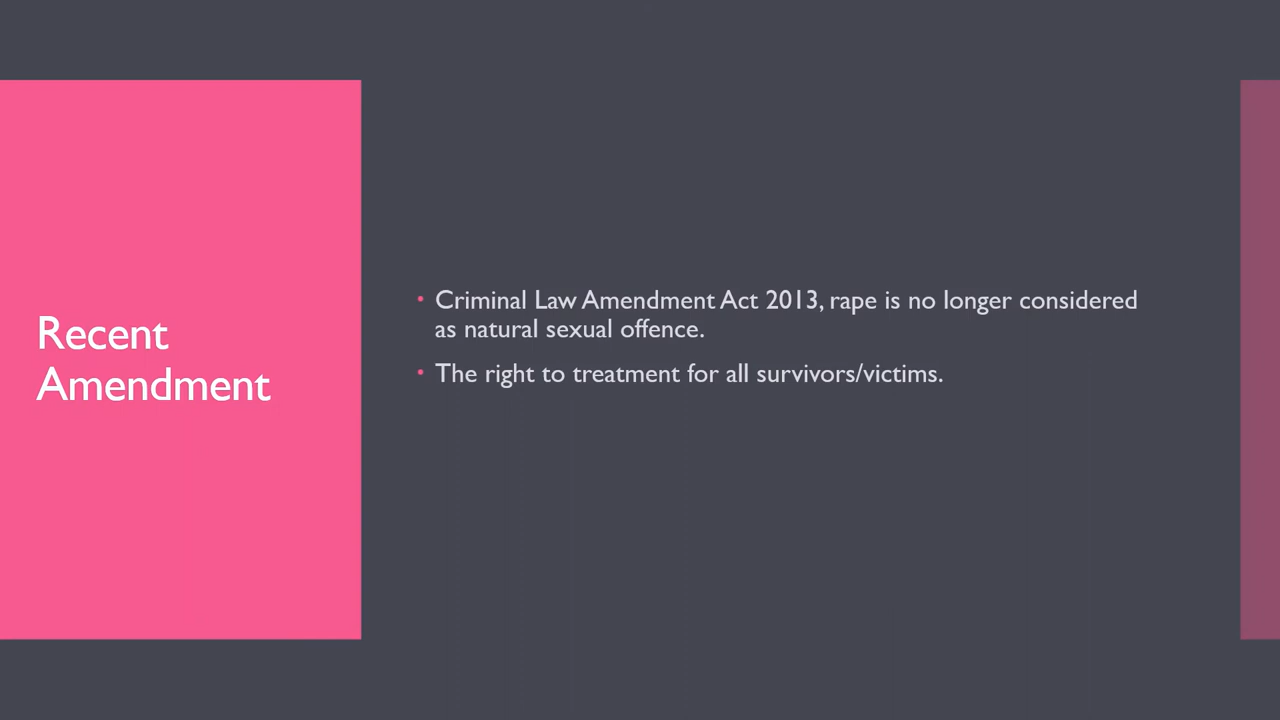 Recent
Amendment
• Criminal Law Amendment Act 2013, rape is no longer considered
as natural sexual offence.
• The right to treatment for all survivors/victims.